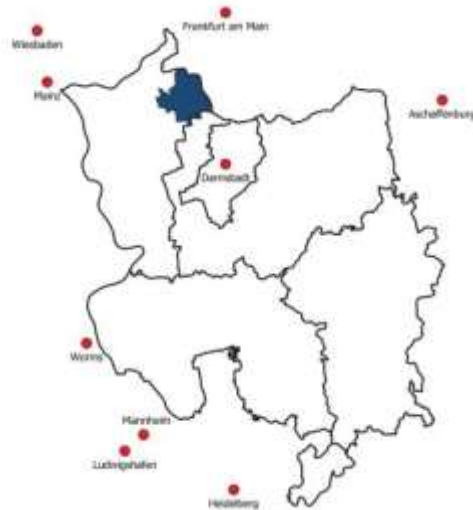 Frankfurt am Main
Wiesbaden
Mainz
Aschaffenburg
Darmstadt
Worms
Mannheim
Ludwigshafen
Heidelberg